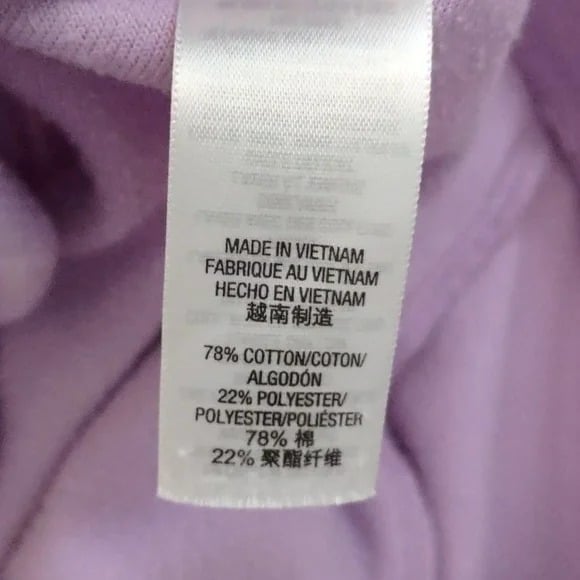 MADE IN VIETNAM
FABRIQUE AU VIETNAM
HECHO EN VIETNAM
越南制造
78% COTTON/COTON/
ALGODÓN
22% POLYESTER/
POLYESTER/POLIÉSTER
78% 棉
22% 聚酯纤维